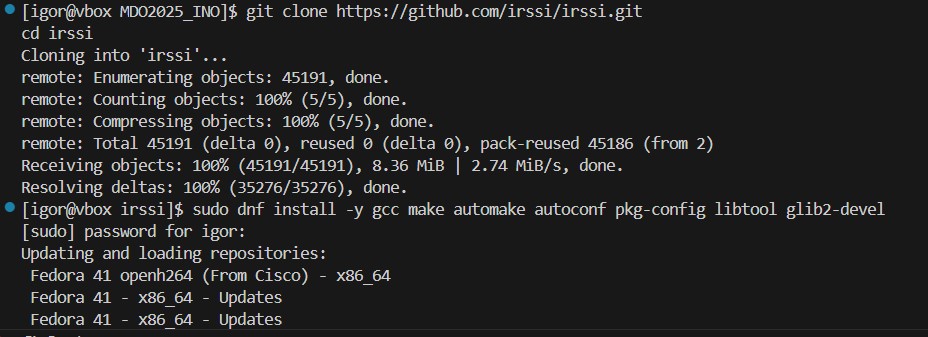 [igor@vbox MDO2025_INO]$ git clone https://github.com/irssi/irssi.git
cd irssi
Cloning into 'irssi'...
remote: Enumerating objects: 45191, done.
remote: Counting objects: 100% (5/5), done.
remote: Compressing objects: 100% (5/5), done.
remote: Total 45191 (delta 0), reused 0 (delta 0), pack-reused 45186 (from 2)
Receiving objects: 100% (45191/45191), 8.36 MiB | 2.74 MiB/s, done.
Resolving deltas: 100% (35276/35276), done.
[igor@vbox irssi]$ sudo dnf install -y gcc make automake autoconf pkg-config libtool glib2-devel
[sudo] password for igor:
Updating and loading repositories:
 Fedora 41 openh264 (From Cisco) - x86_64
 Fedora 41 - x86_64 - Updates
 Fedora 41 - x86_64 - Updates